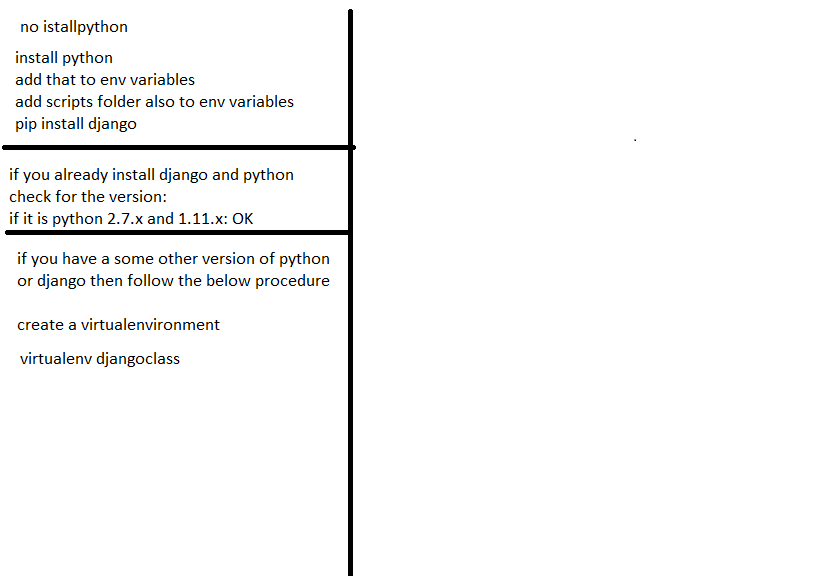 no istallpython
install python
add that to env variables
add scripts folder also to env variables
pip install django
if you already install django and python
check for the version:
if it is python 2.7.x and 1.11.x: OK
if you have a some other version of python
or django then follow the below procedure
create a virtualenvironment
virtualenv djangoclass